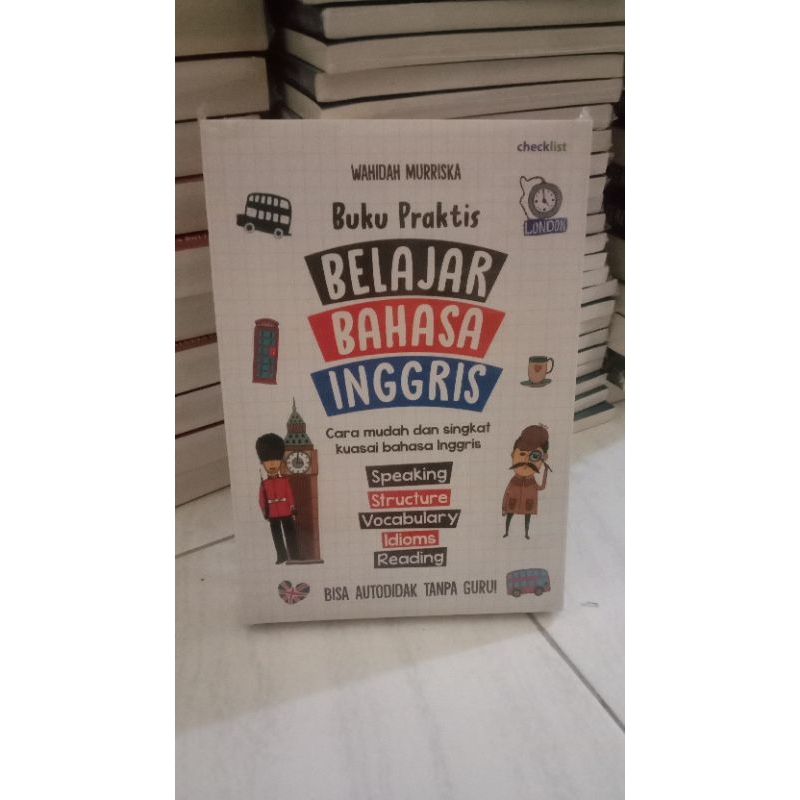 checklist
WAHIDAH MURRISKA
Buku Praktis
LONDON
BELAJAR
BAHASA
INGGRIS
Cara mudah dan singkat
kuasai bahasa Inggris
Speaking
Structure
Vocabulary
Idioms
Reading
BISA AUTODIDAK TANPA GURU!